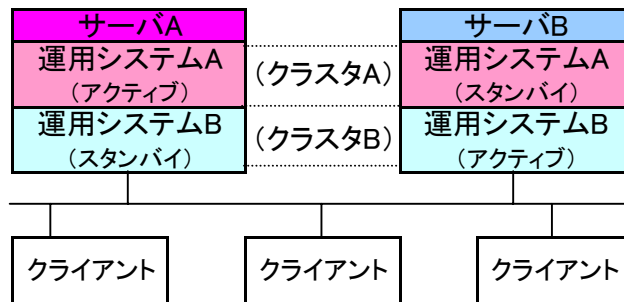 サーバA
運用システムA
(アクティブ)
運用システムB
(スタンバイ)
(クラスタA)
(クラスタB)
サーバB
運用システムA
(スタンバイ)
運用システムB
(アクティブ)
クライアント
クライアント
クライアント